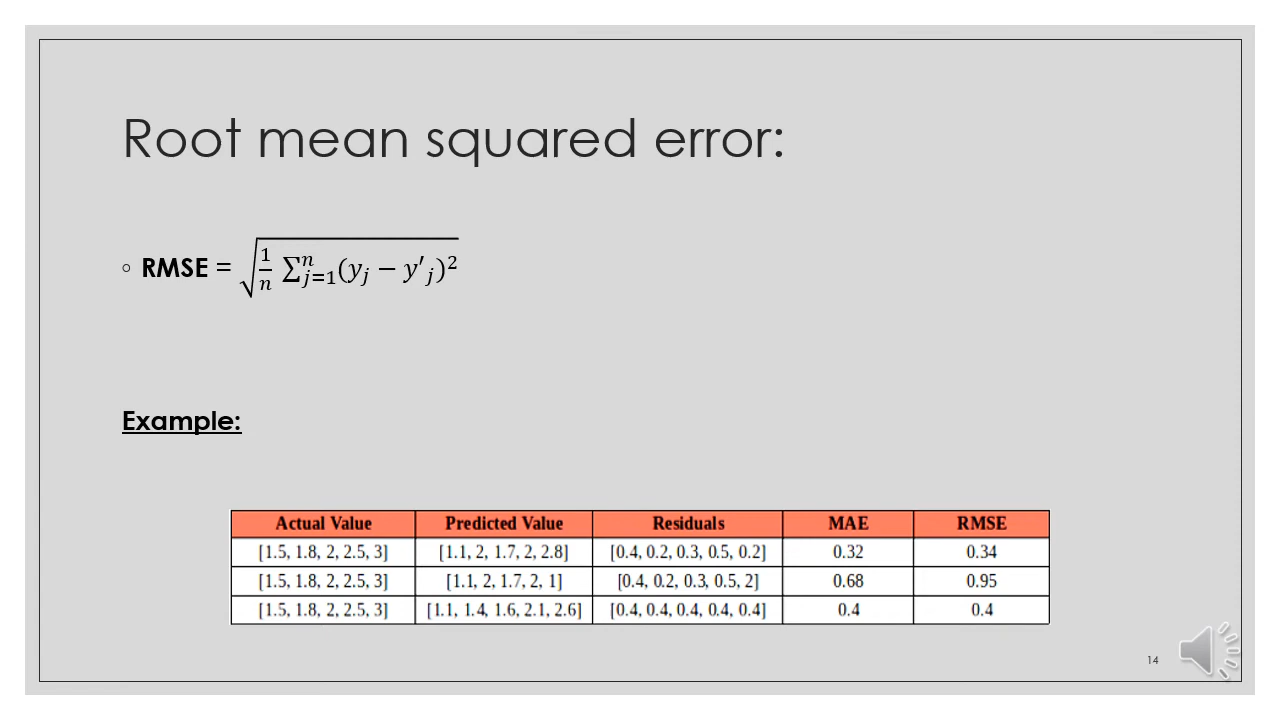 Root mean squared error:
◦ RMSE = √(1/n ∑ⁿⱼ₌₁(yⱼ − y′ⱼ)²)
Example:
Actual Value Predicted Value Residuals MAE RMSE
[1.5, 1.8, 2, 2.5, 3] [1.1, 2, 1.7, 2, 2.8] [0.4, 0.2, 0.3, 0.5, 0.2] 0.32 0.34
[1.5, 1.8, 2, 2.5, 3] [1.1, 2, 1.7, 2, 1] [0.4, 0.2, 0.3, 0.5, 2] 0.68 0.95
[1.5, 1.8, 2, 2.5, 3] [1.1, 1.4, 1.6, 2.1, 2.6] [0.4, 0.4, 0.4, 0.4, 0.4] 0.4 0.4
14